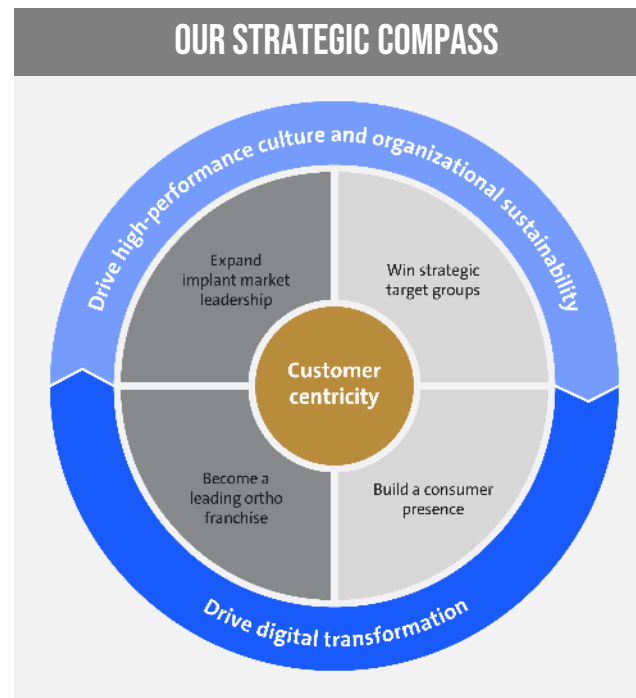 OUR STRATEGIC COMPASS
Drive high-performance culture and organizational sustainability
Expand
implant market
leadership
Win strategic
target groups
Customer
centricity
Become a
leading ortho
franchise
Build a consumer
presence
Drive digital transformation